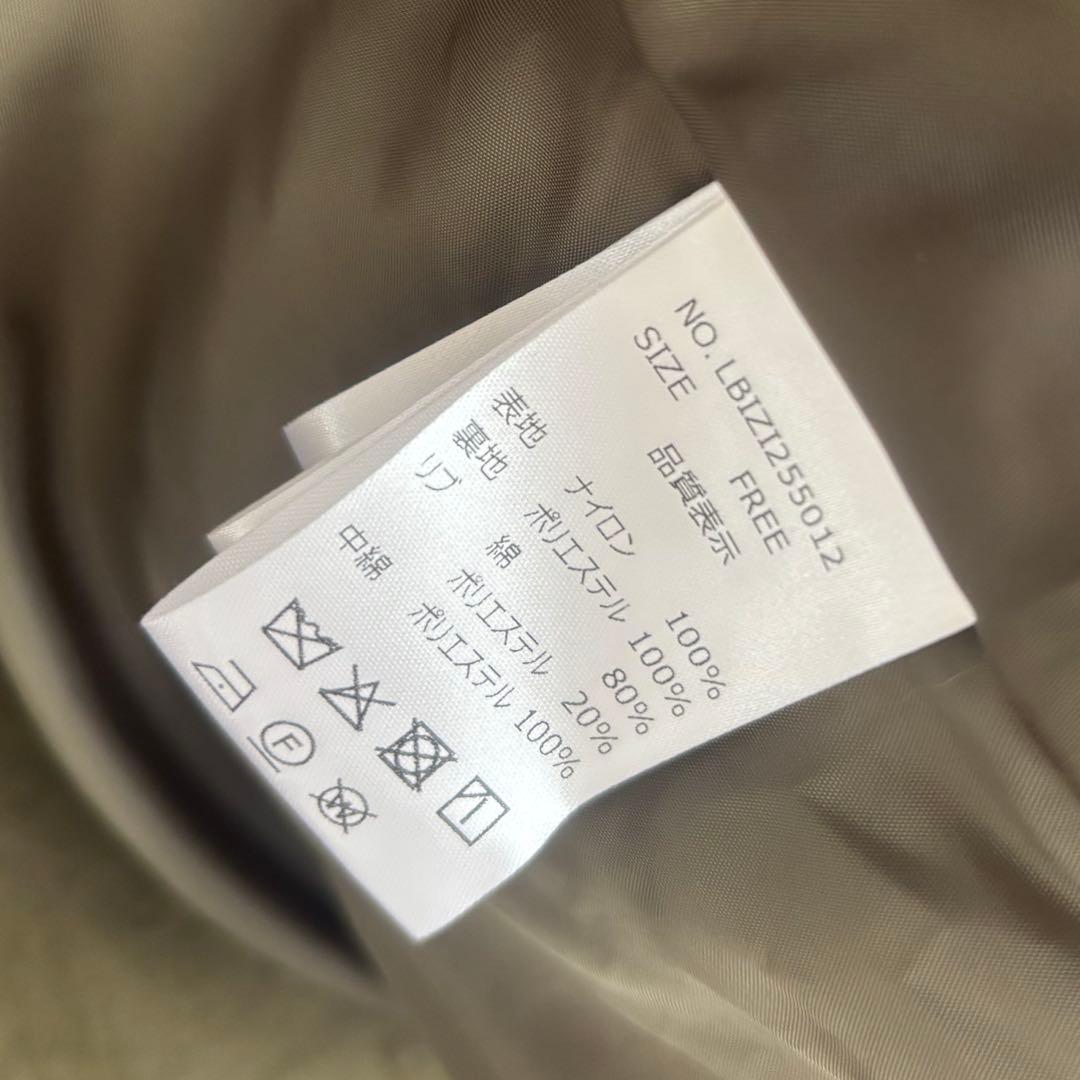 NO. LBIZI255012
SIZE FREE
品質表示
表地 ナイロン 100%
裏地 ポリエステル 100%
リブ 綿 80%
ポリエステル 20%
中綿 ポリエステル 100%
F
W